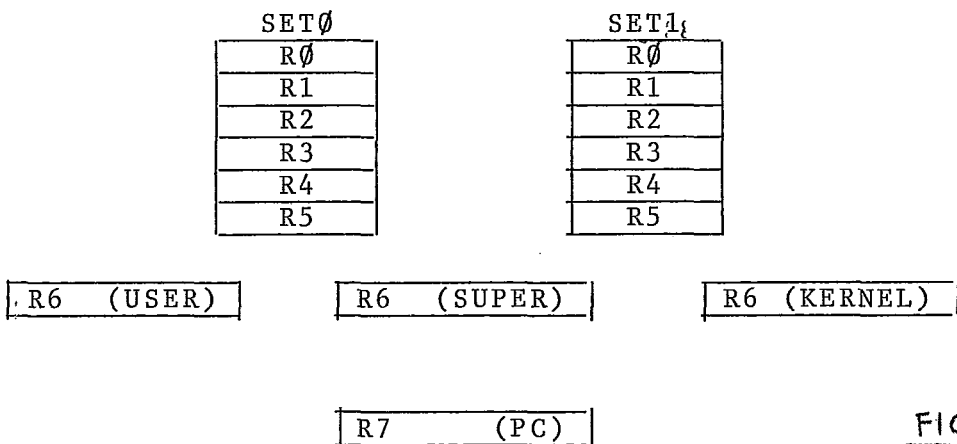 SETØ SET1
RØ RØ
R1 R1
R2 R2
R3 R3
R4 R4
R5 R5
R6 (USER) R6 (SUPER) R6 (KERNEL)
R7 (PC)